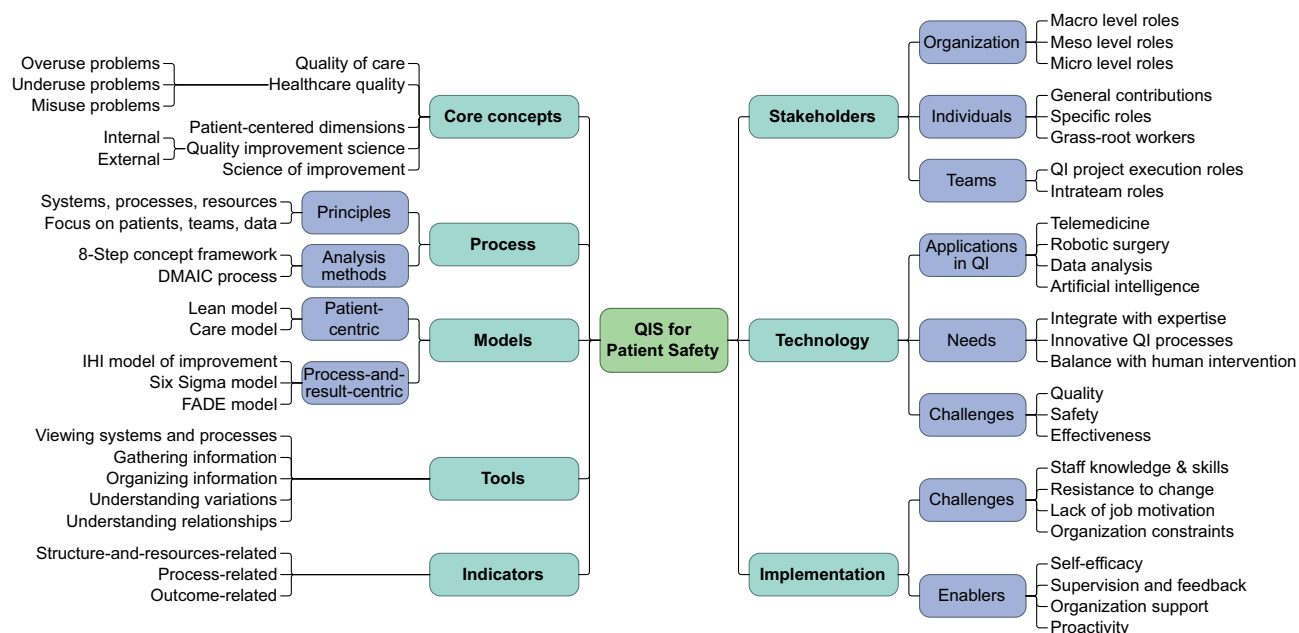 QIS for
Patient Safety
Core concepts
Quality of care
Healthcare quality
Overuse problems
Underuse problems
Misuse problems
Patient-centered dimensions
Quality improvement science
Internal
External
Science of improvement
Process
Principles
Systems, processes, resources
Focus on patients, teams, data
Analysis
methods
8-Step concept framework
DMAIC process
Models
Patient-
centric
Lean model
Care model
Process-and-
result-centric
IHI model of improvement
Six Sigma model
FADE model
Tools
Viewing systems and processes
Gathering information
Organizing information
Understanding variations
Understanding relationships
Indicators
Structure-and-resources-related
Process-related
Outcome-related
Stakeholders
Organization
Macro level roles
Meso level roles
Micro level roles
Individuals
General contributions
Specific roles
Grass-root workers
Teams
QI project execution roles
Intrateam roles
Technology
Applications
in QI
Telemedicine
Robotic surgery
Data analysis
Artificial intelligence
Needs
Integrate with expertise
Innovative QI processes
Balance with human intervention
Challenges
Quality
Safety
Effectiveness
Implementation
Challenges
Staff knowledge & skills
Resistance to change
Lack of job motivation
Organization constraints
Enablers
Self-efficacy
Supervision and feedback
Organization support
Proactivity